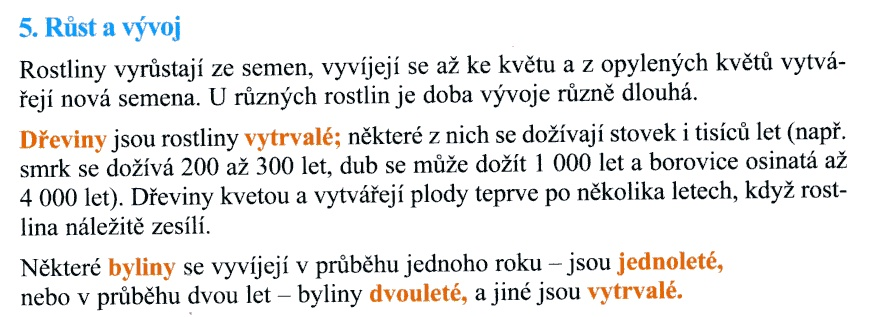 5. Růst a vývoj
Rostliny vyrůstají ze semen, vyvíjejí se až ke květu a z opylených květů vytvá-
řejí nová semena. U různých rostlin je doba vývoje různě dlouhá.
Dřeviny jsou rostliny vytrvalé; některé z nich se dožívají stovek i tisíců let (např.
smrk se dožívá 200 až 300 let, dub se může dožít 1 000 let a borovice osinatá až
4 000 let). Dřeviny kvetou a vytvářejí plody teprve po několika letech, když rost-
lina náležitě zesílí.
Některé byliny se vyvíjejí v průběhu jednoho roku – jsou jednoleté,
nebo v průběhu dvou let – byliny dvouleté, a jiné jsou vytrvalé.